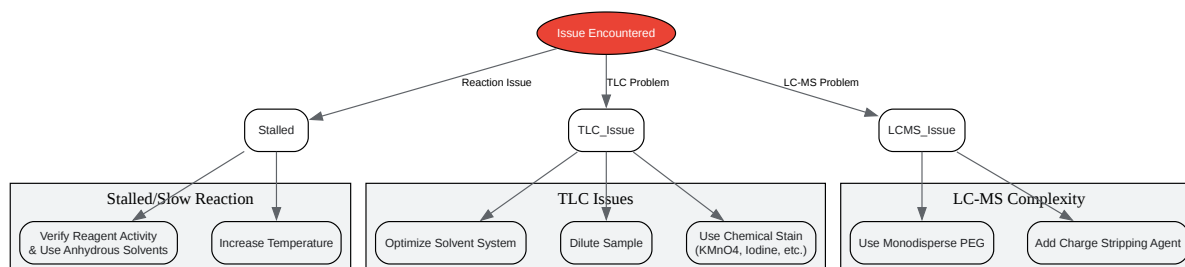 Issue Encountered
Reaction Issue
TLC Problem
LC-MS Problem
Stalled
TLC_Issue
LCMS_Issue
Stalled/Slow Reaction
TLC Issues
LC-MS Complexity
Verify Reagent Activity
& Use Anhydrous Solvents
Increase Temperature
Optimize Solvent System
Dilute Sample
Use Chemical Stain
(KMnO4, Iodine, etc.)
Use Monodisperse PEG
Add Charge Stripping Agent